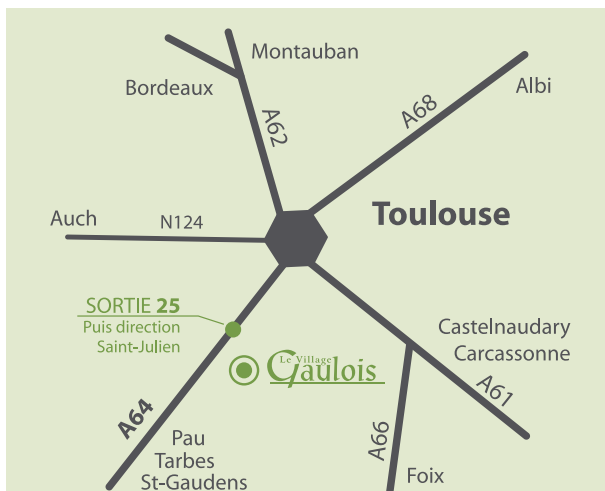 Montauban
Bordeaux
A62
A68
Albi
Toulouse
Auch
N124
SORTIE 25
Puis direction
Saint-Julien
Le Village
Gaulois
Castelnaudary
Carcassonne
A61
A64
A66
Pau
Tarbes
St-Gaudens
Foix